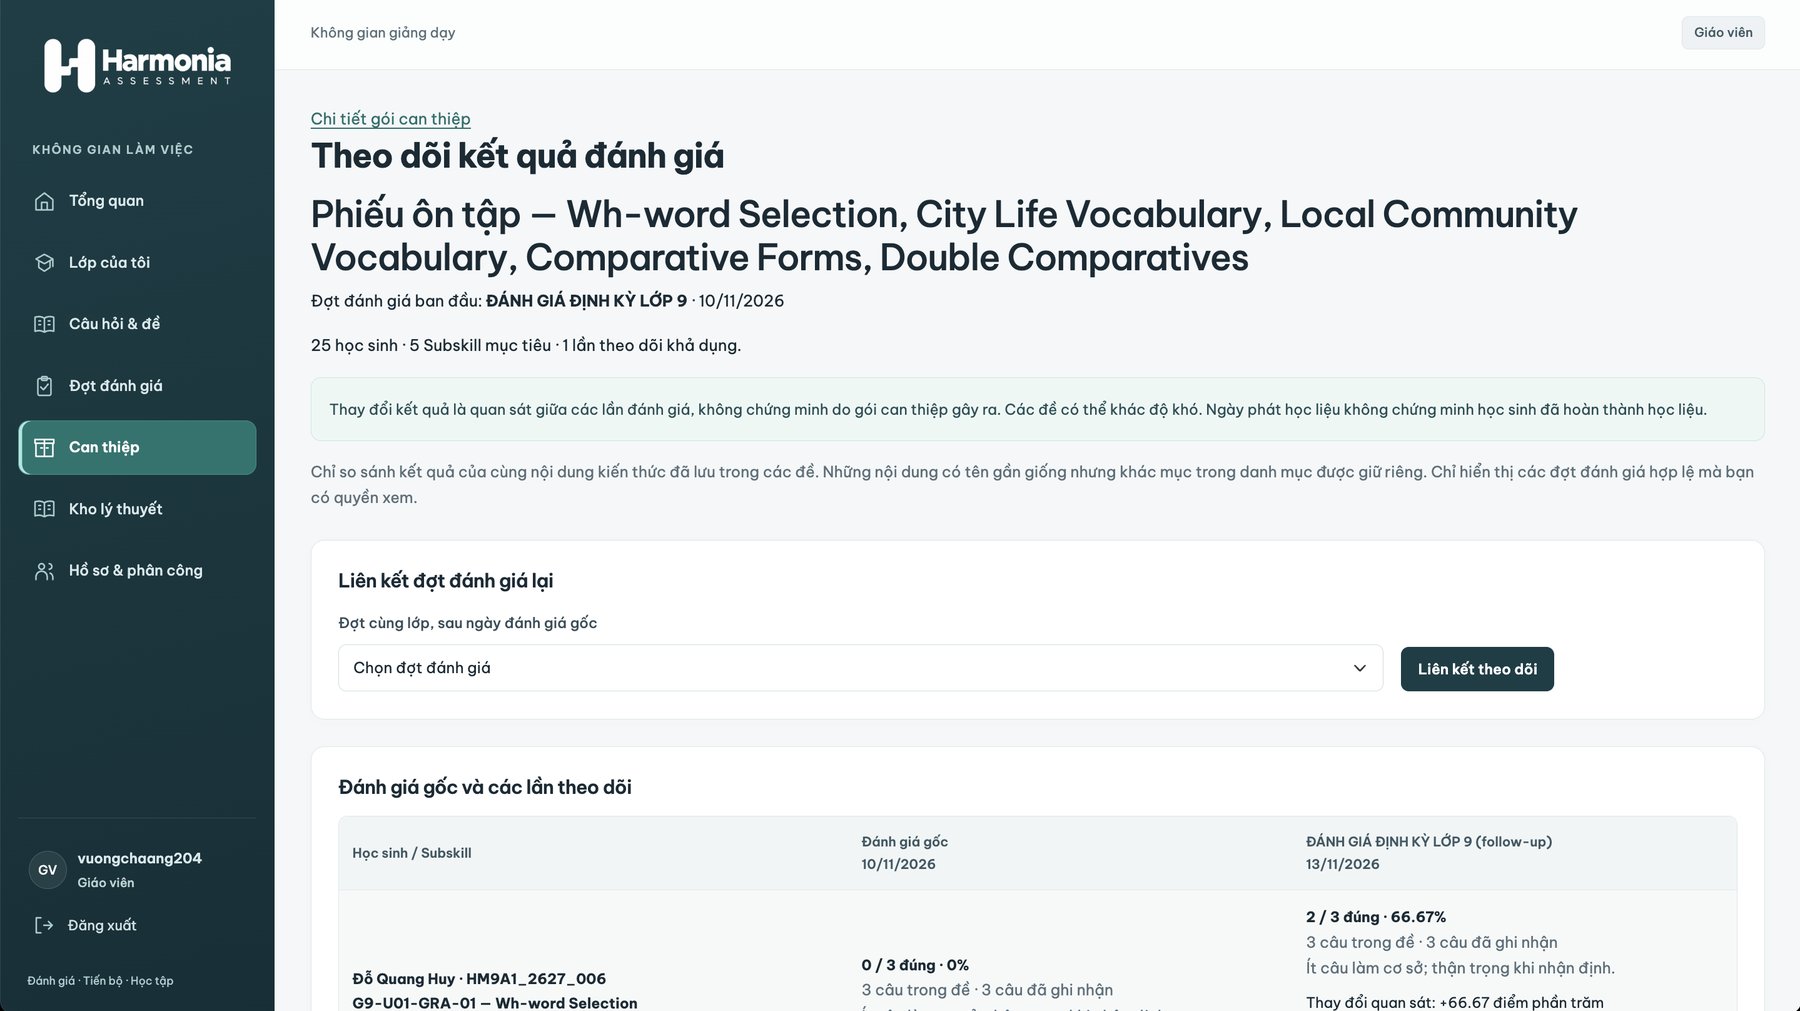 Harmonia
ASSESSMENT
KHÔNG GIAN LÀM VIỆC
Tổng quan
Lớp của tôi
Câu hỏi & đề
Đợt đánh giá
Can thiệp
Kho lý thuyết
Hồ sơ & phân công
GV
vuongchaang204
Giáo viên
Đăng xuất
Đánh giá · Tiến bộ · Học tập
Không gian giảng dạy
Giáo viên
Chi tiết gói can thiệp
Theo dõi kết quả đánh giá
Phiếu ôn tập — Wh-word Selection, City Life Vocabulary, Local Community
Vocabulary, Comparative Forms, Double Comparatives
Đợt đánh giá ban đầu: ĐÁNH GIÁ ĐỊNH KỲ LỚP 9 · 10/11/2026
25 học sinh · 5 Subskill mục tiêu · 1 lần theo dõi khả dụng.
Thay đổi kết quả là quan sát giữa các lần đánh giá, không chứng minh do gói can thiệp gây ra. Các đề có thể khác độ khó. Ngày phát học liệu không chứng minh học sinh đã hoàn thành học liệu.
Chỉ so sánh kết quả của cùng nội dung kiến thức đã lưu trong các đề. Những nội dung có tên gần giống nhưng khác mục trong danh mục được giữ riêng. Chỉ hiển thị các đợt đánh giá hợp lệ mà bạn
có quyền xem.
Liên kết đợt đánh giá lại
Đợt cùng lớp, sau ngày đánh giá gốc
Chọn đợt đánh giá
Liên kết theo dõi
Đánh giá gốc và các lần theo dõi
Học sinh / Subskill
Đánh giá gốc
10/11/2026
ĐÁNH GIÁ ĐỊNH KỲ LỚP 9 (follow-up)
13/11/2026
Đỗ Quang Huy · HM9A1_2627_006
G9-U01-GRA-01 — Wh-word Selection
0 / 3 đúng · 0%
3 câu trong đề · 3 câu đã ghi nhận
2 / 3 đúng · 66.67%
3 câu trong đề · 3 câu đã ghi nhận
Ít câu làm cơ sở; thận trọng khi nhận định.
Thay đổi quan sát: +66.67 điểm phần trăm